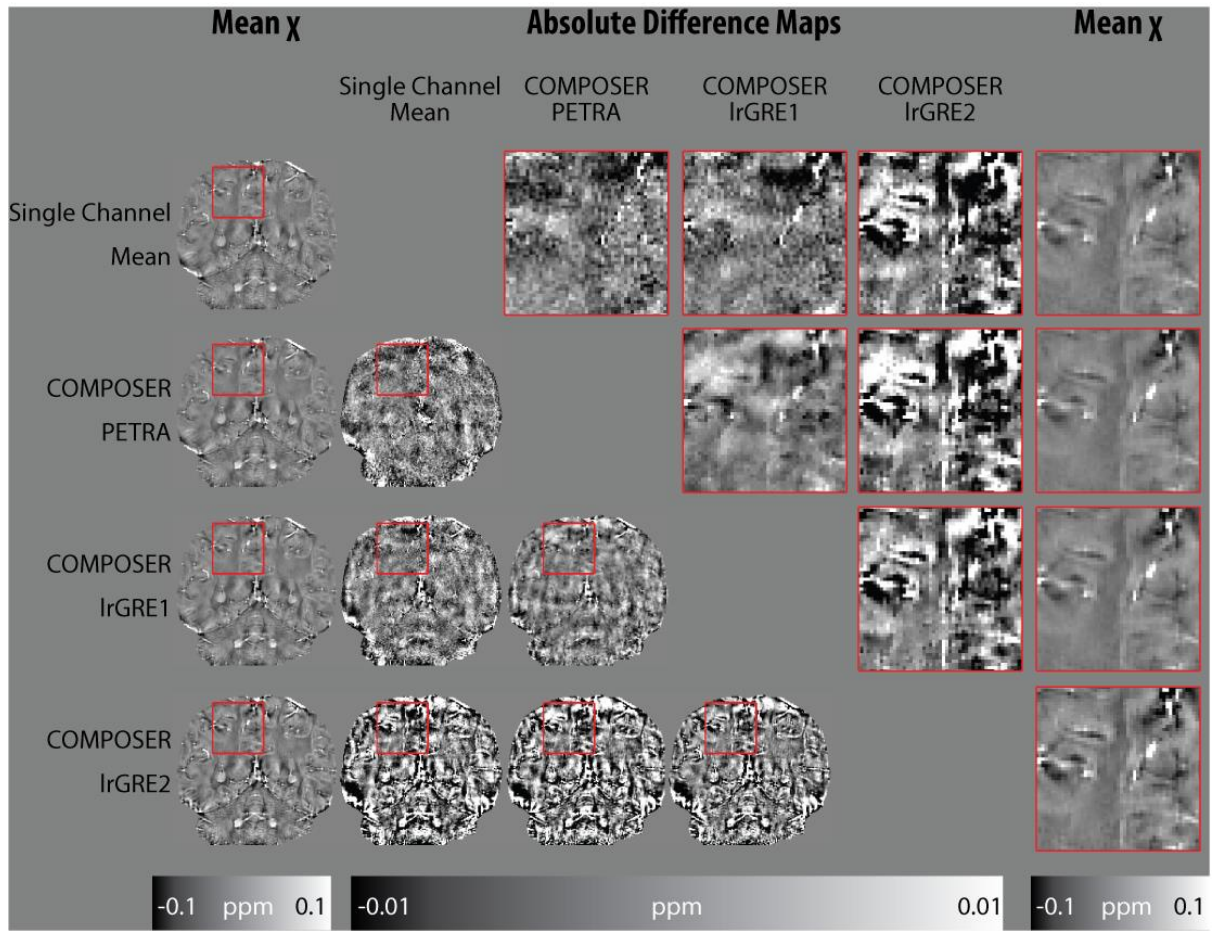 Mean χ
Absolute Difference Maps
Mean χ
Single Channel
Mean
COMPOSER
PETRA
COMPOSER
lrGRE1
COMPOSER
lrGRE2
Single Channel
Mean
COMPOSER
PETRA
COMPOSER
lrGRE1
COMPOSER
lrGRE2
-0.1 ppm 0.1
-0.01 ppm 0.01
-0.1 ppm 0.1